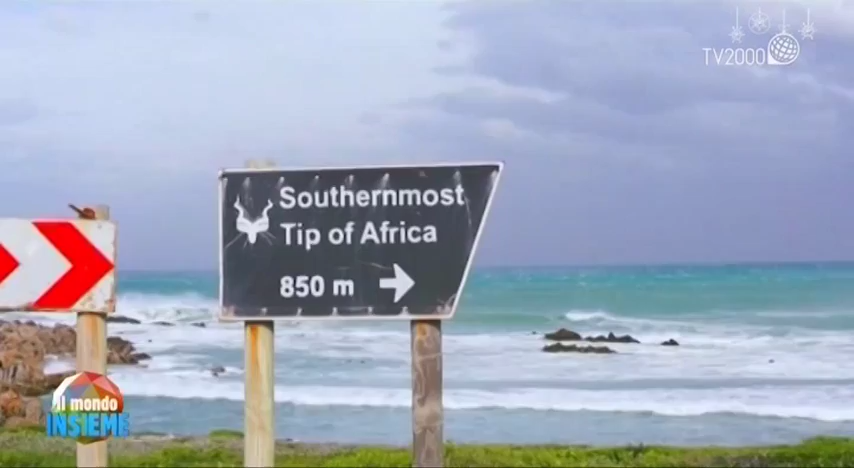 TV2000
Southernmost
Tip of Africa
850 m
il mondo
INSIEME